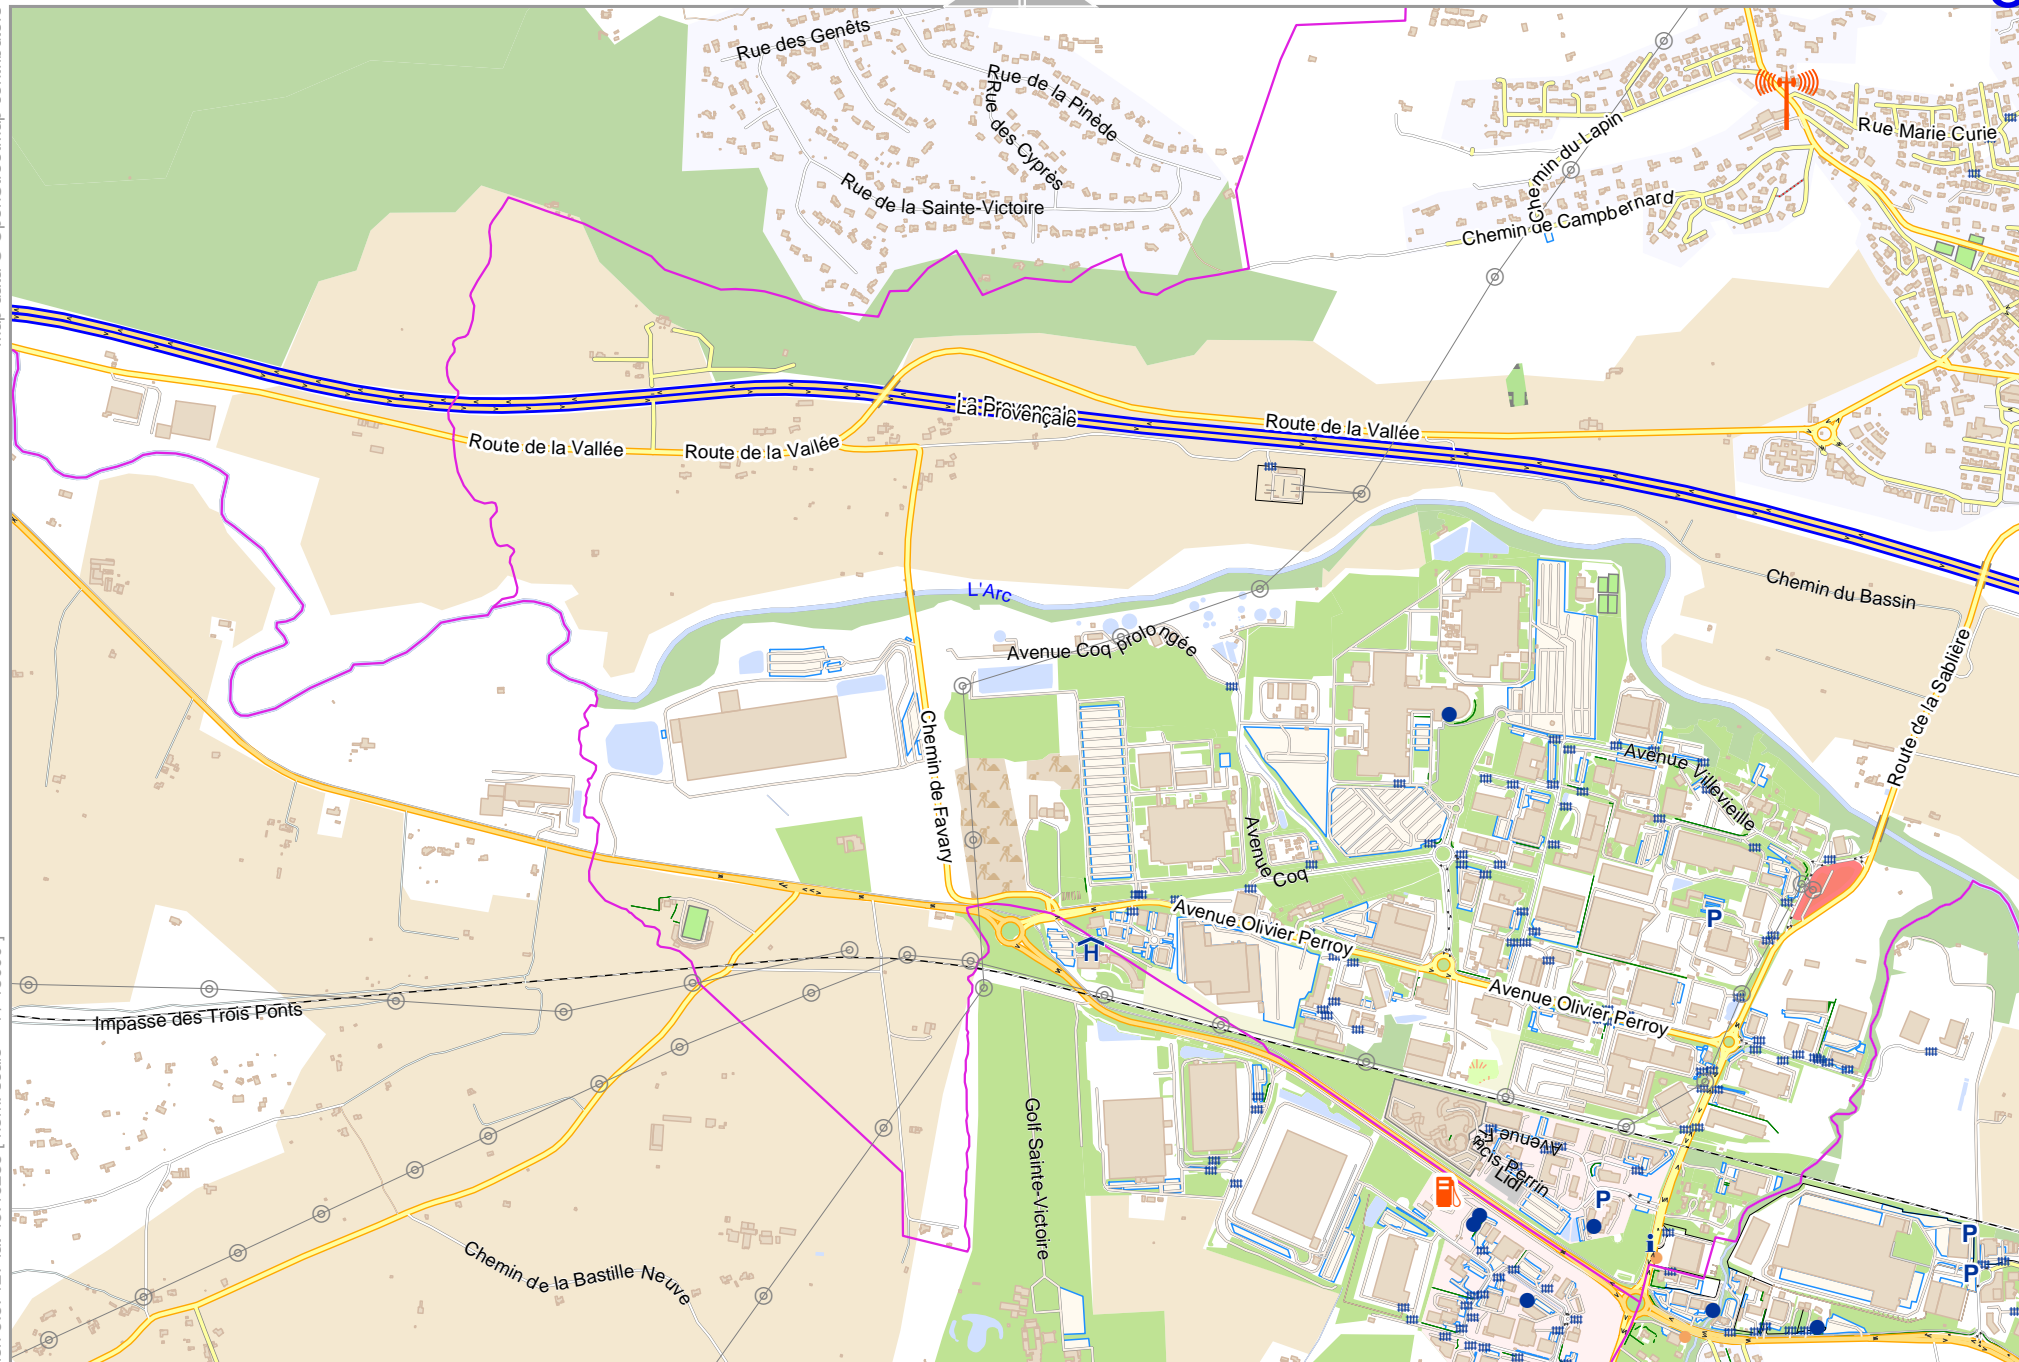 Rue des Genêts
Rue de la Pinède
Rue des Cyprès
Rue de la Sainte-Victoire
Chemin du Lapin
Rue Marie Curie
Chemin de Campbernard
La Provençale
La Provençale
Route de la Vallée
Route de la Vallée
Route de la Vallée
L'Arc
Chemin du Bassin
Avenue Coq prolongée
Route de la Sablière
Chemin de Favary
Avenue Villevieille
Avenue Coq
Avenue Olivier Perroy
P
H
Avenue Olivier Perroy
Impasse des Trois Ponts
Golf Sainte-Victoire
Avenue Francis Perrin
Lidl
P
i
P
P
Chemin de la Bastille Neuve